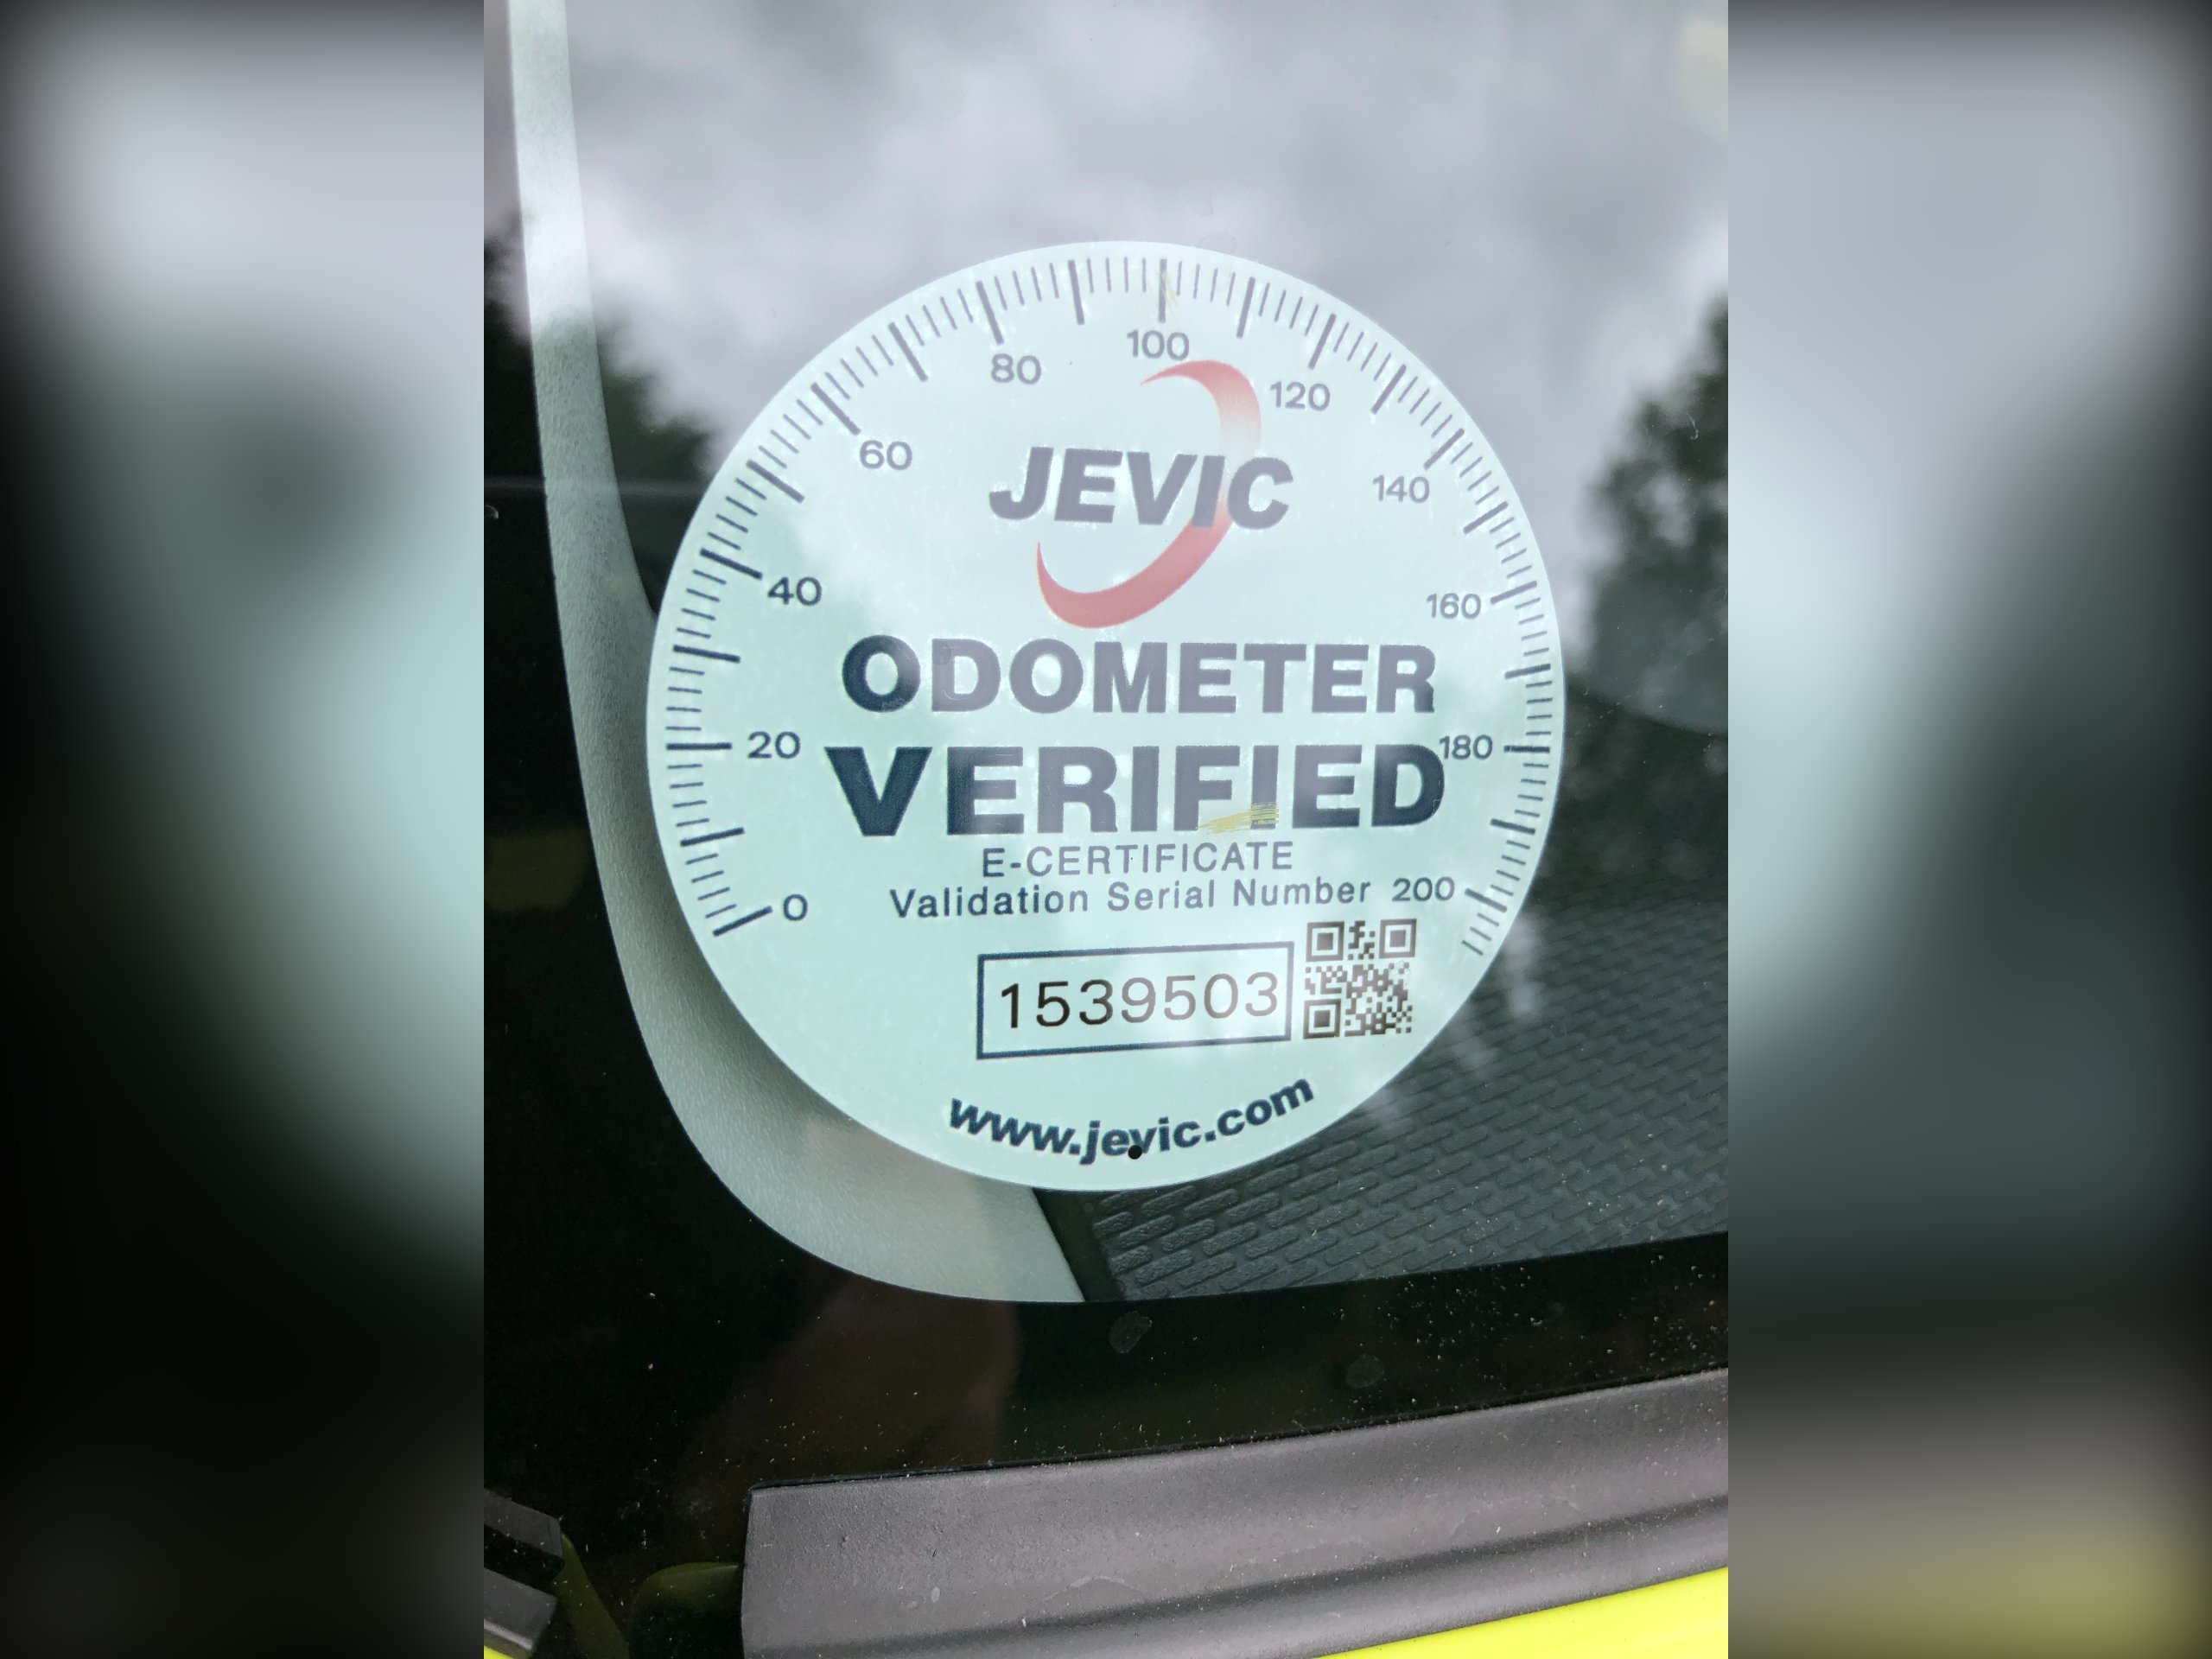 100
80
120
60
JEVIC
140
40
160
ODOMETER
20
180
VERIFIED
E-CERTIFICATE
Validation Serial Number
200
0
1539503
www.jevic.com